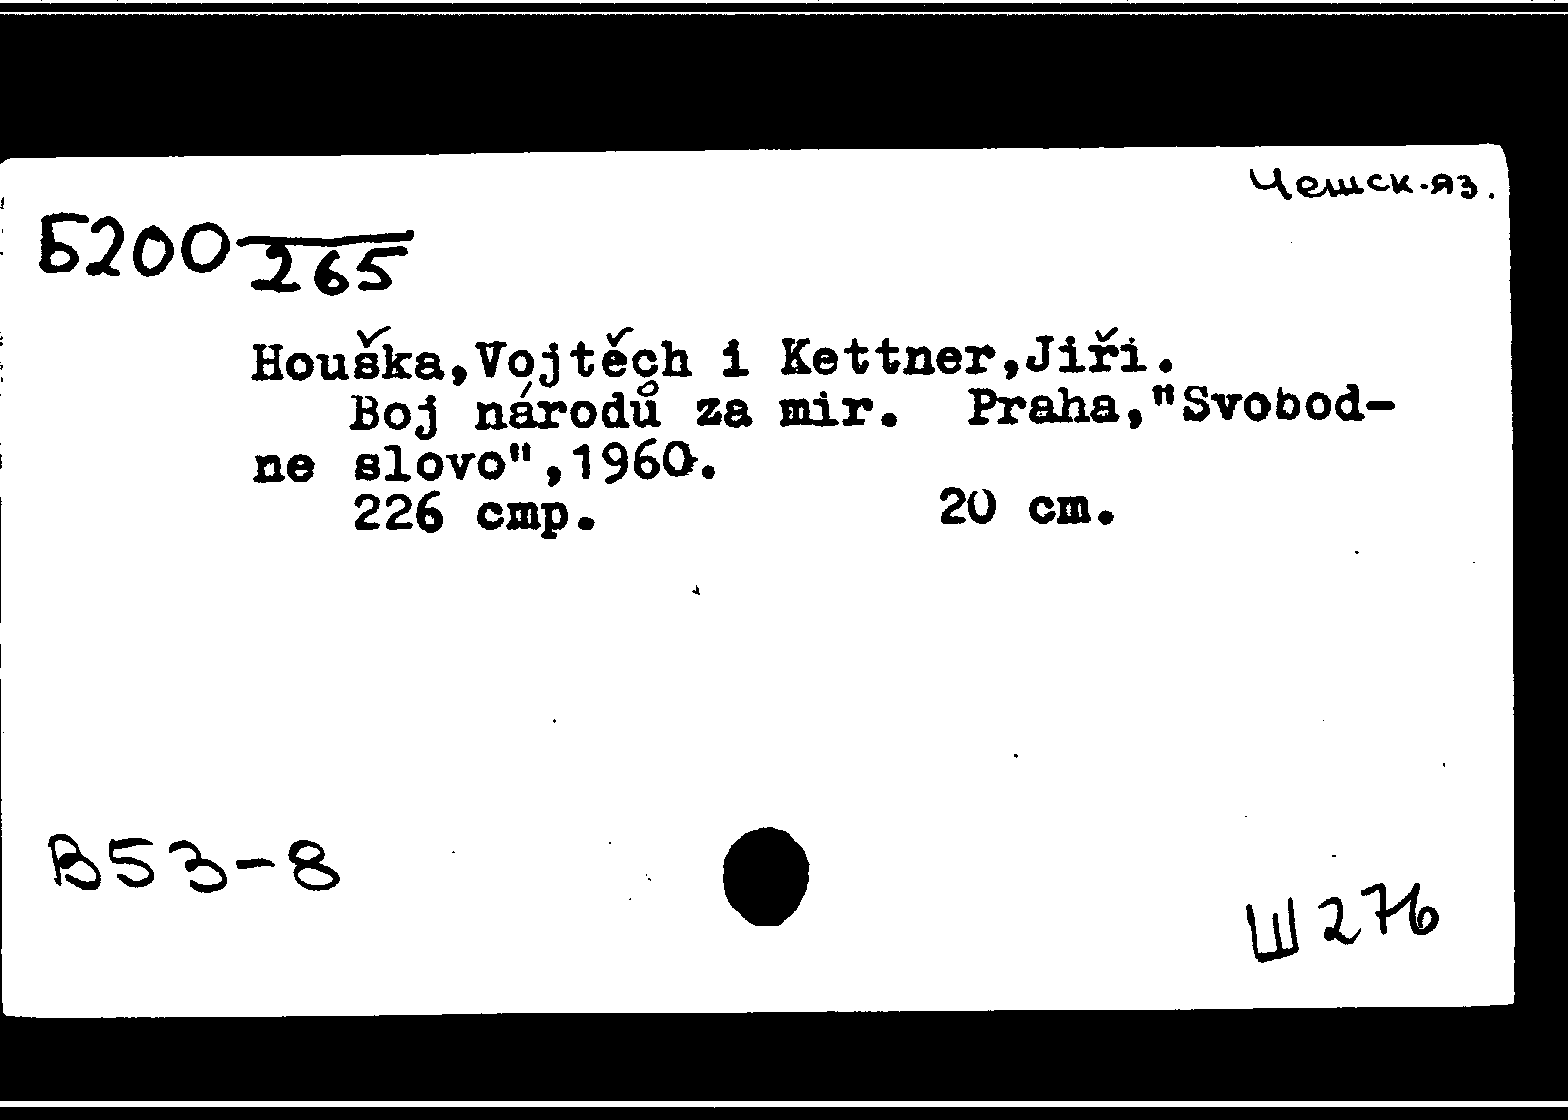 Чешск.яз.
Б200
265
Houška,Vojtěch i Kettner,Jiři.
Boj národů za mir. Praha,"Svobod-
ne slovo",1960.
226 cmp. 20 cm.
В53-8
Ш276